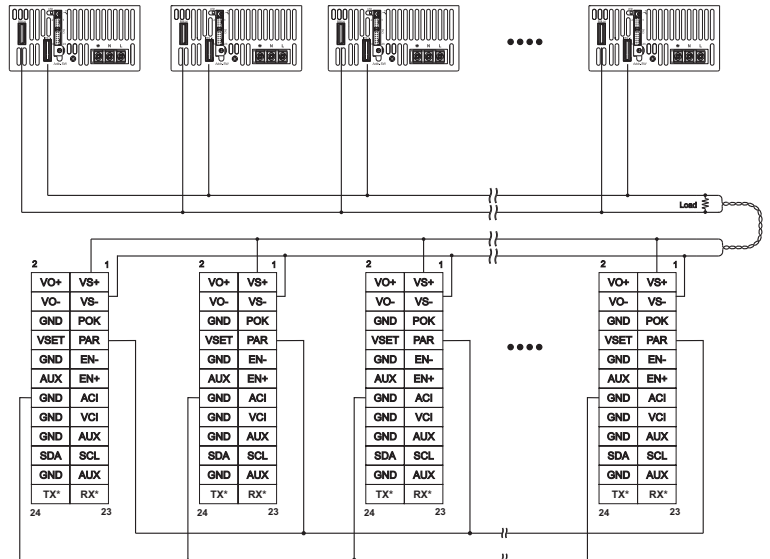 N L
N L
N L
N L
Load
2 1
VO+ VS+
VO- VS-
GND POK
VSET PAR
GND EN-
AUX EN+
GND ACI
GND VCI
GND AUX
SDA SCL
GND AUX
TX* RX*
24 23
2 1
VO+ VS+
VO- VS-
GND POK
VSET PAR
GND EN-
AUX EN+
GND ACI
GND VCI
GND AUX
SDA SCL
GND AUX
TX* RX*
24 23
2 1
VO+ VS+
VO- VS-
GND POK
VSET PAR
GND EN-
AUX EN+
GND ACI
GND VCI
GND AUX
SDA SCL
GND AUX
TX* RX*
24 23
2 1
VO+ VS+
VO- VS-
GND POK
VSET PAR
GND EN-
AUX EN+
GND ACI
GND VCI
GND AUX
SDA SCL
GND AUX
TX* RX*
24 23